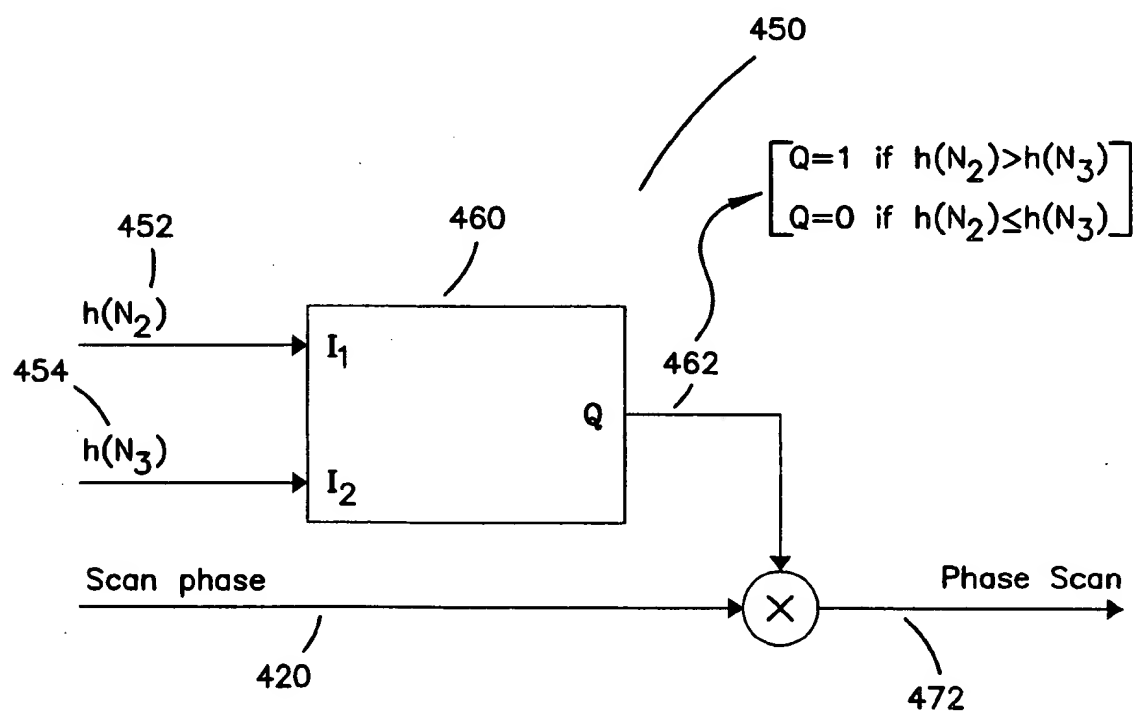 450
Q=1 if h(N₂)>h(N₃)
Q=0 if h(N₂)≤h(N₃)
452
460
h(N₂)
I₁
462
454
Q
h(N₃)
I₂
Scan phase
Phase Scan
×
420
472